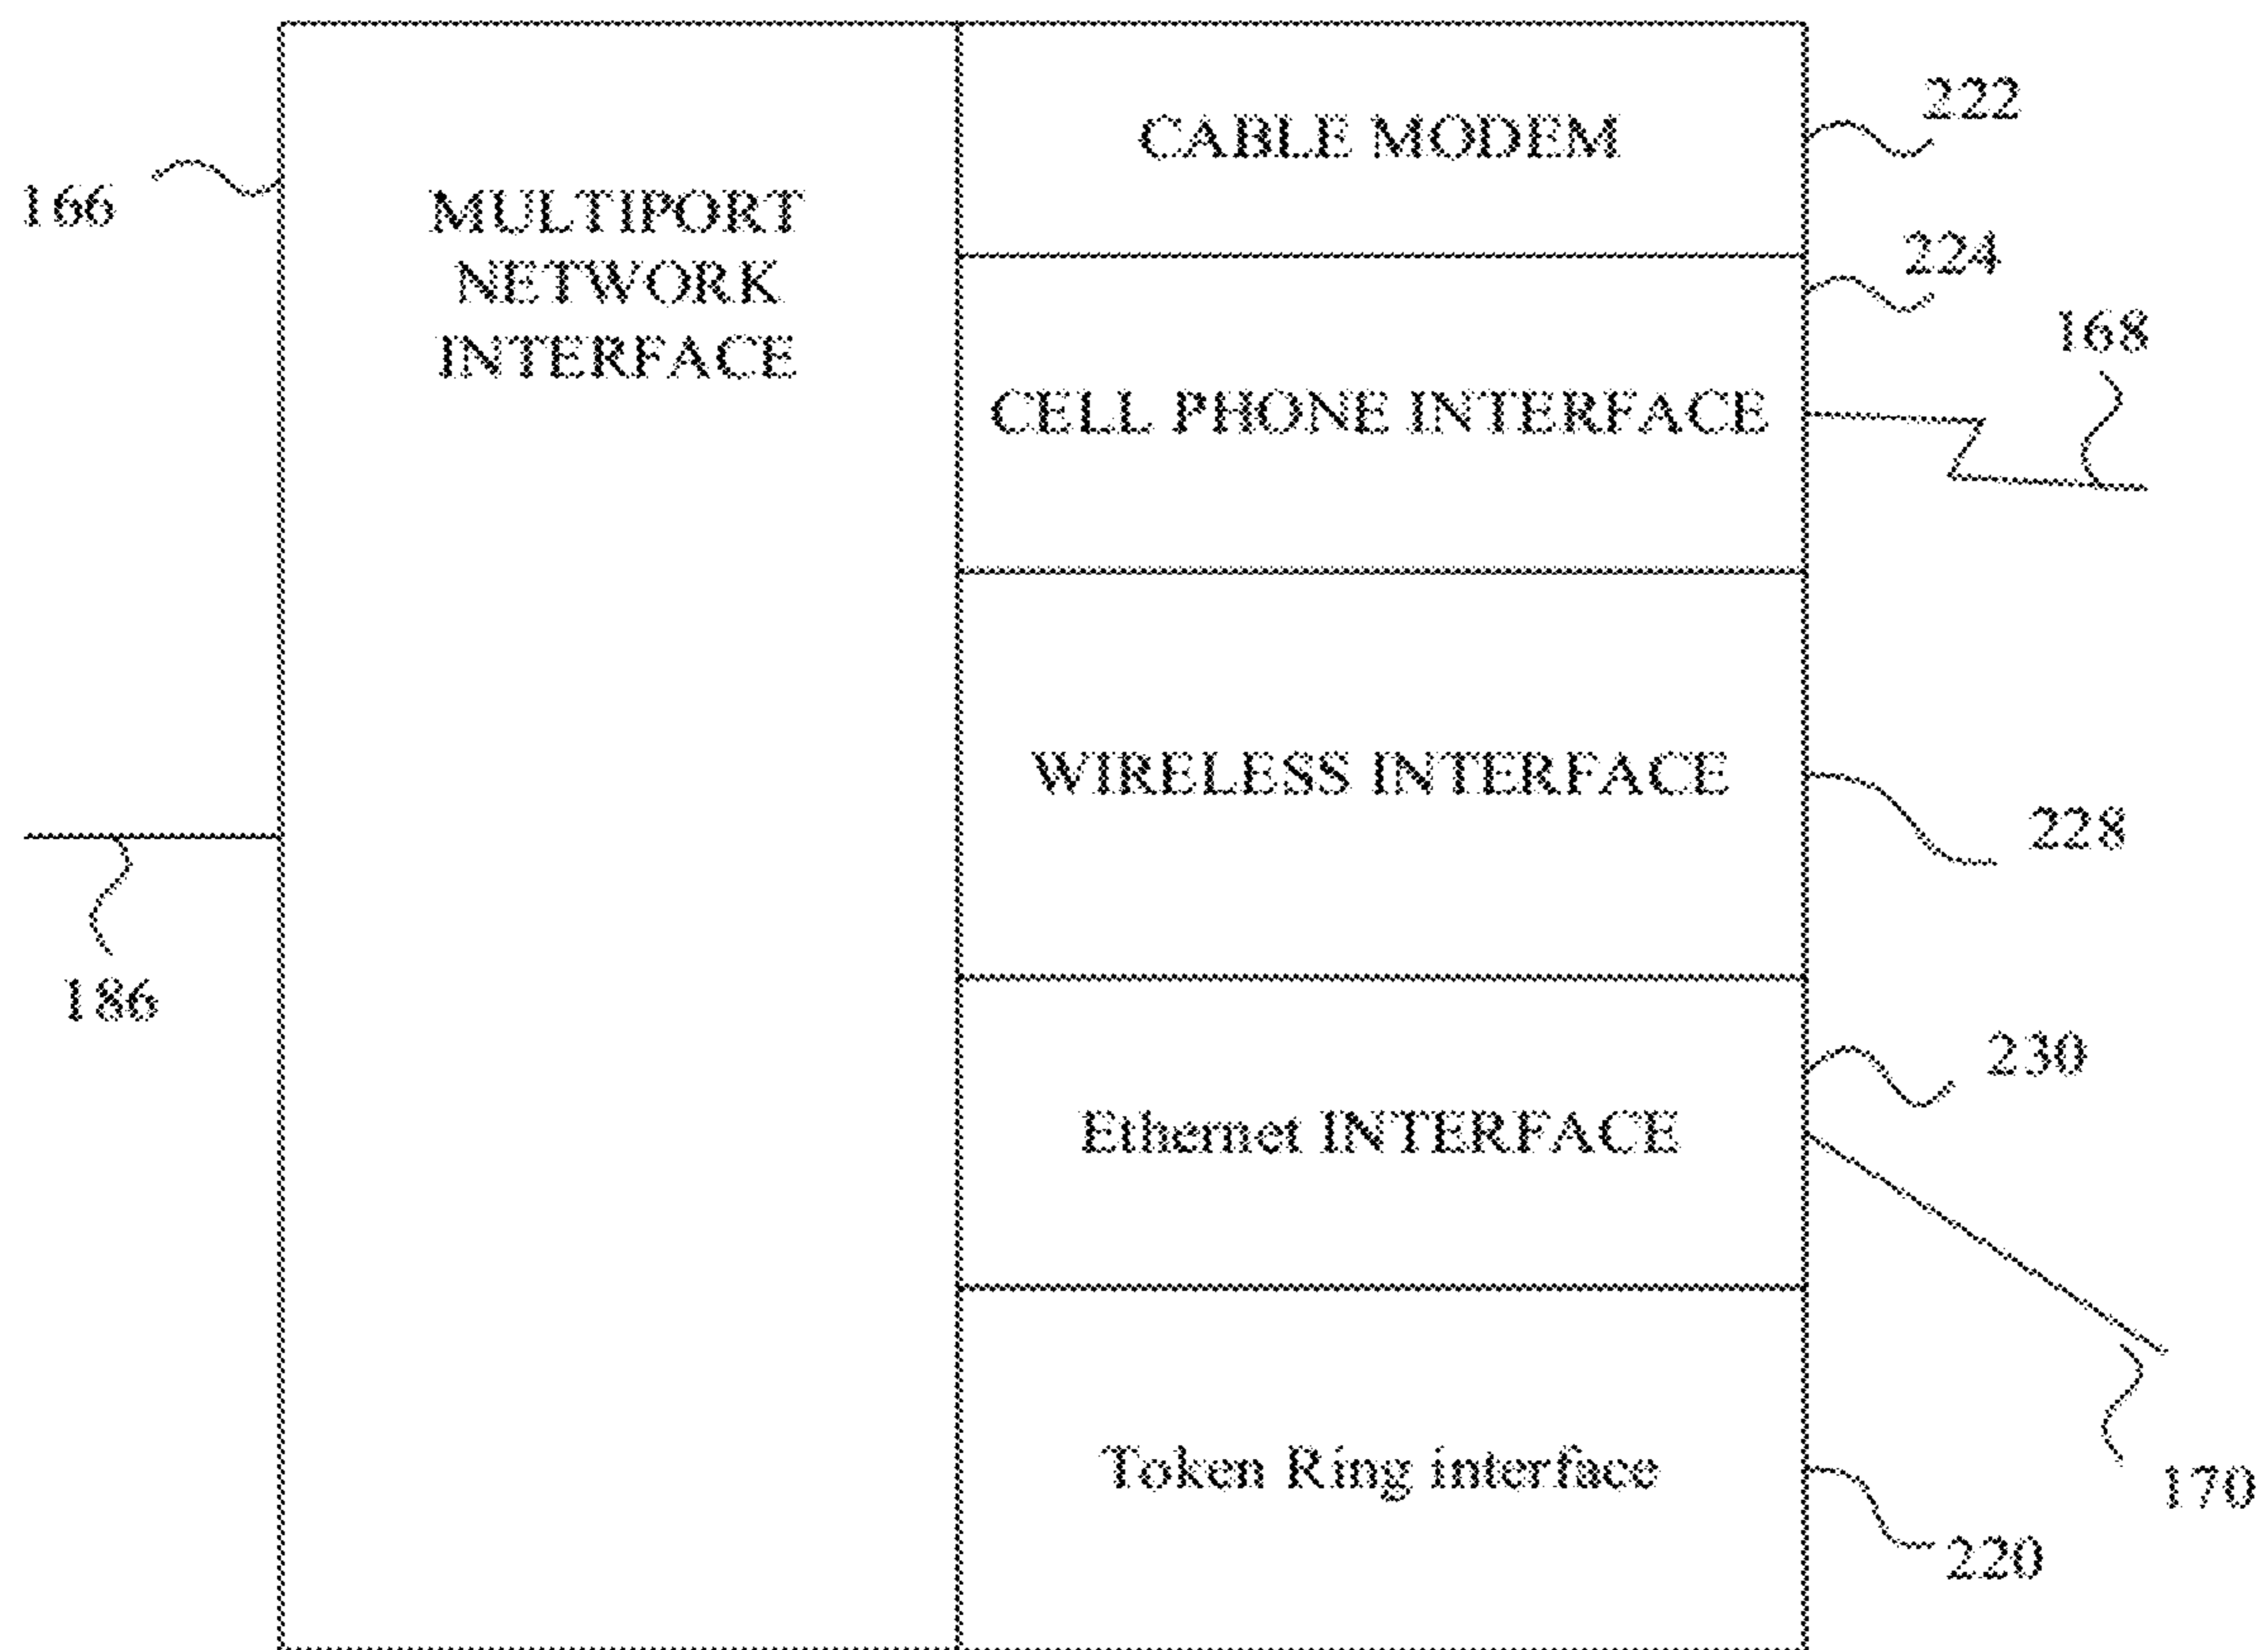 166
MULTIPORT
NETWORK
INTERFACE
186
CABLE MODEM
222
224
CELL PHONE INTERFACE
168
WIRELESS INTERFACE
228
230
Ethernet INTERFACE
170
Token Ring interface
220